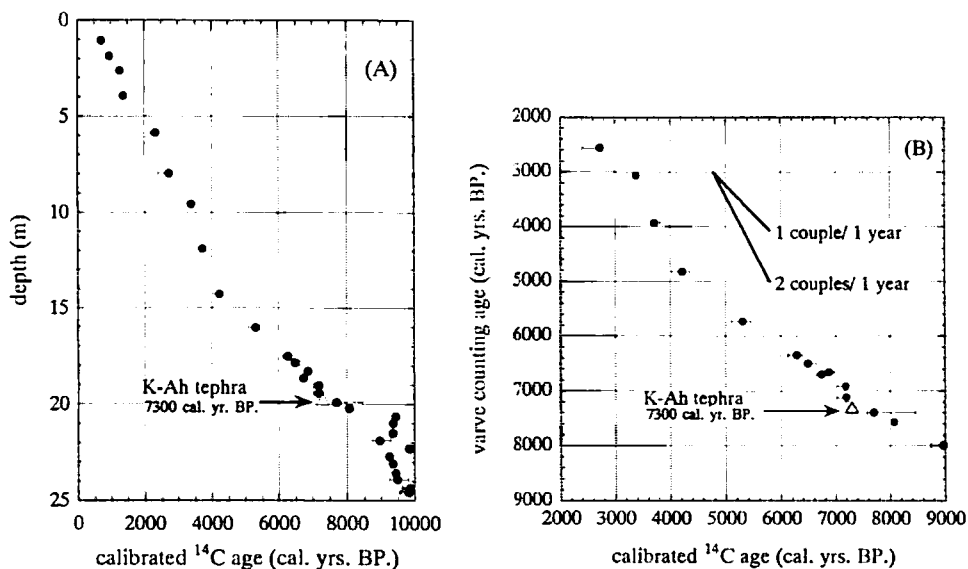 (A)
0
5
10
15
20
25
depth (m)
K-Ah tephra
7300 cal. yr. BP.
0 2000 4000 6000 8000 10000
calibrated ¹⁴C age (cal. yrs. BP.)
(B)
2000
3000
4000
5000
6000
7000
8000
9000
varve counting age (cal. yrs. BP.)
1 couple/ 1 year
2 couples/ 1 year
K-Ah tephra
7300 cal. yr. BP.
2000 3000 4000 5000 6000 7000 8000 9000
calibrated ¹⁴C age (cal. yrs. BP.)